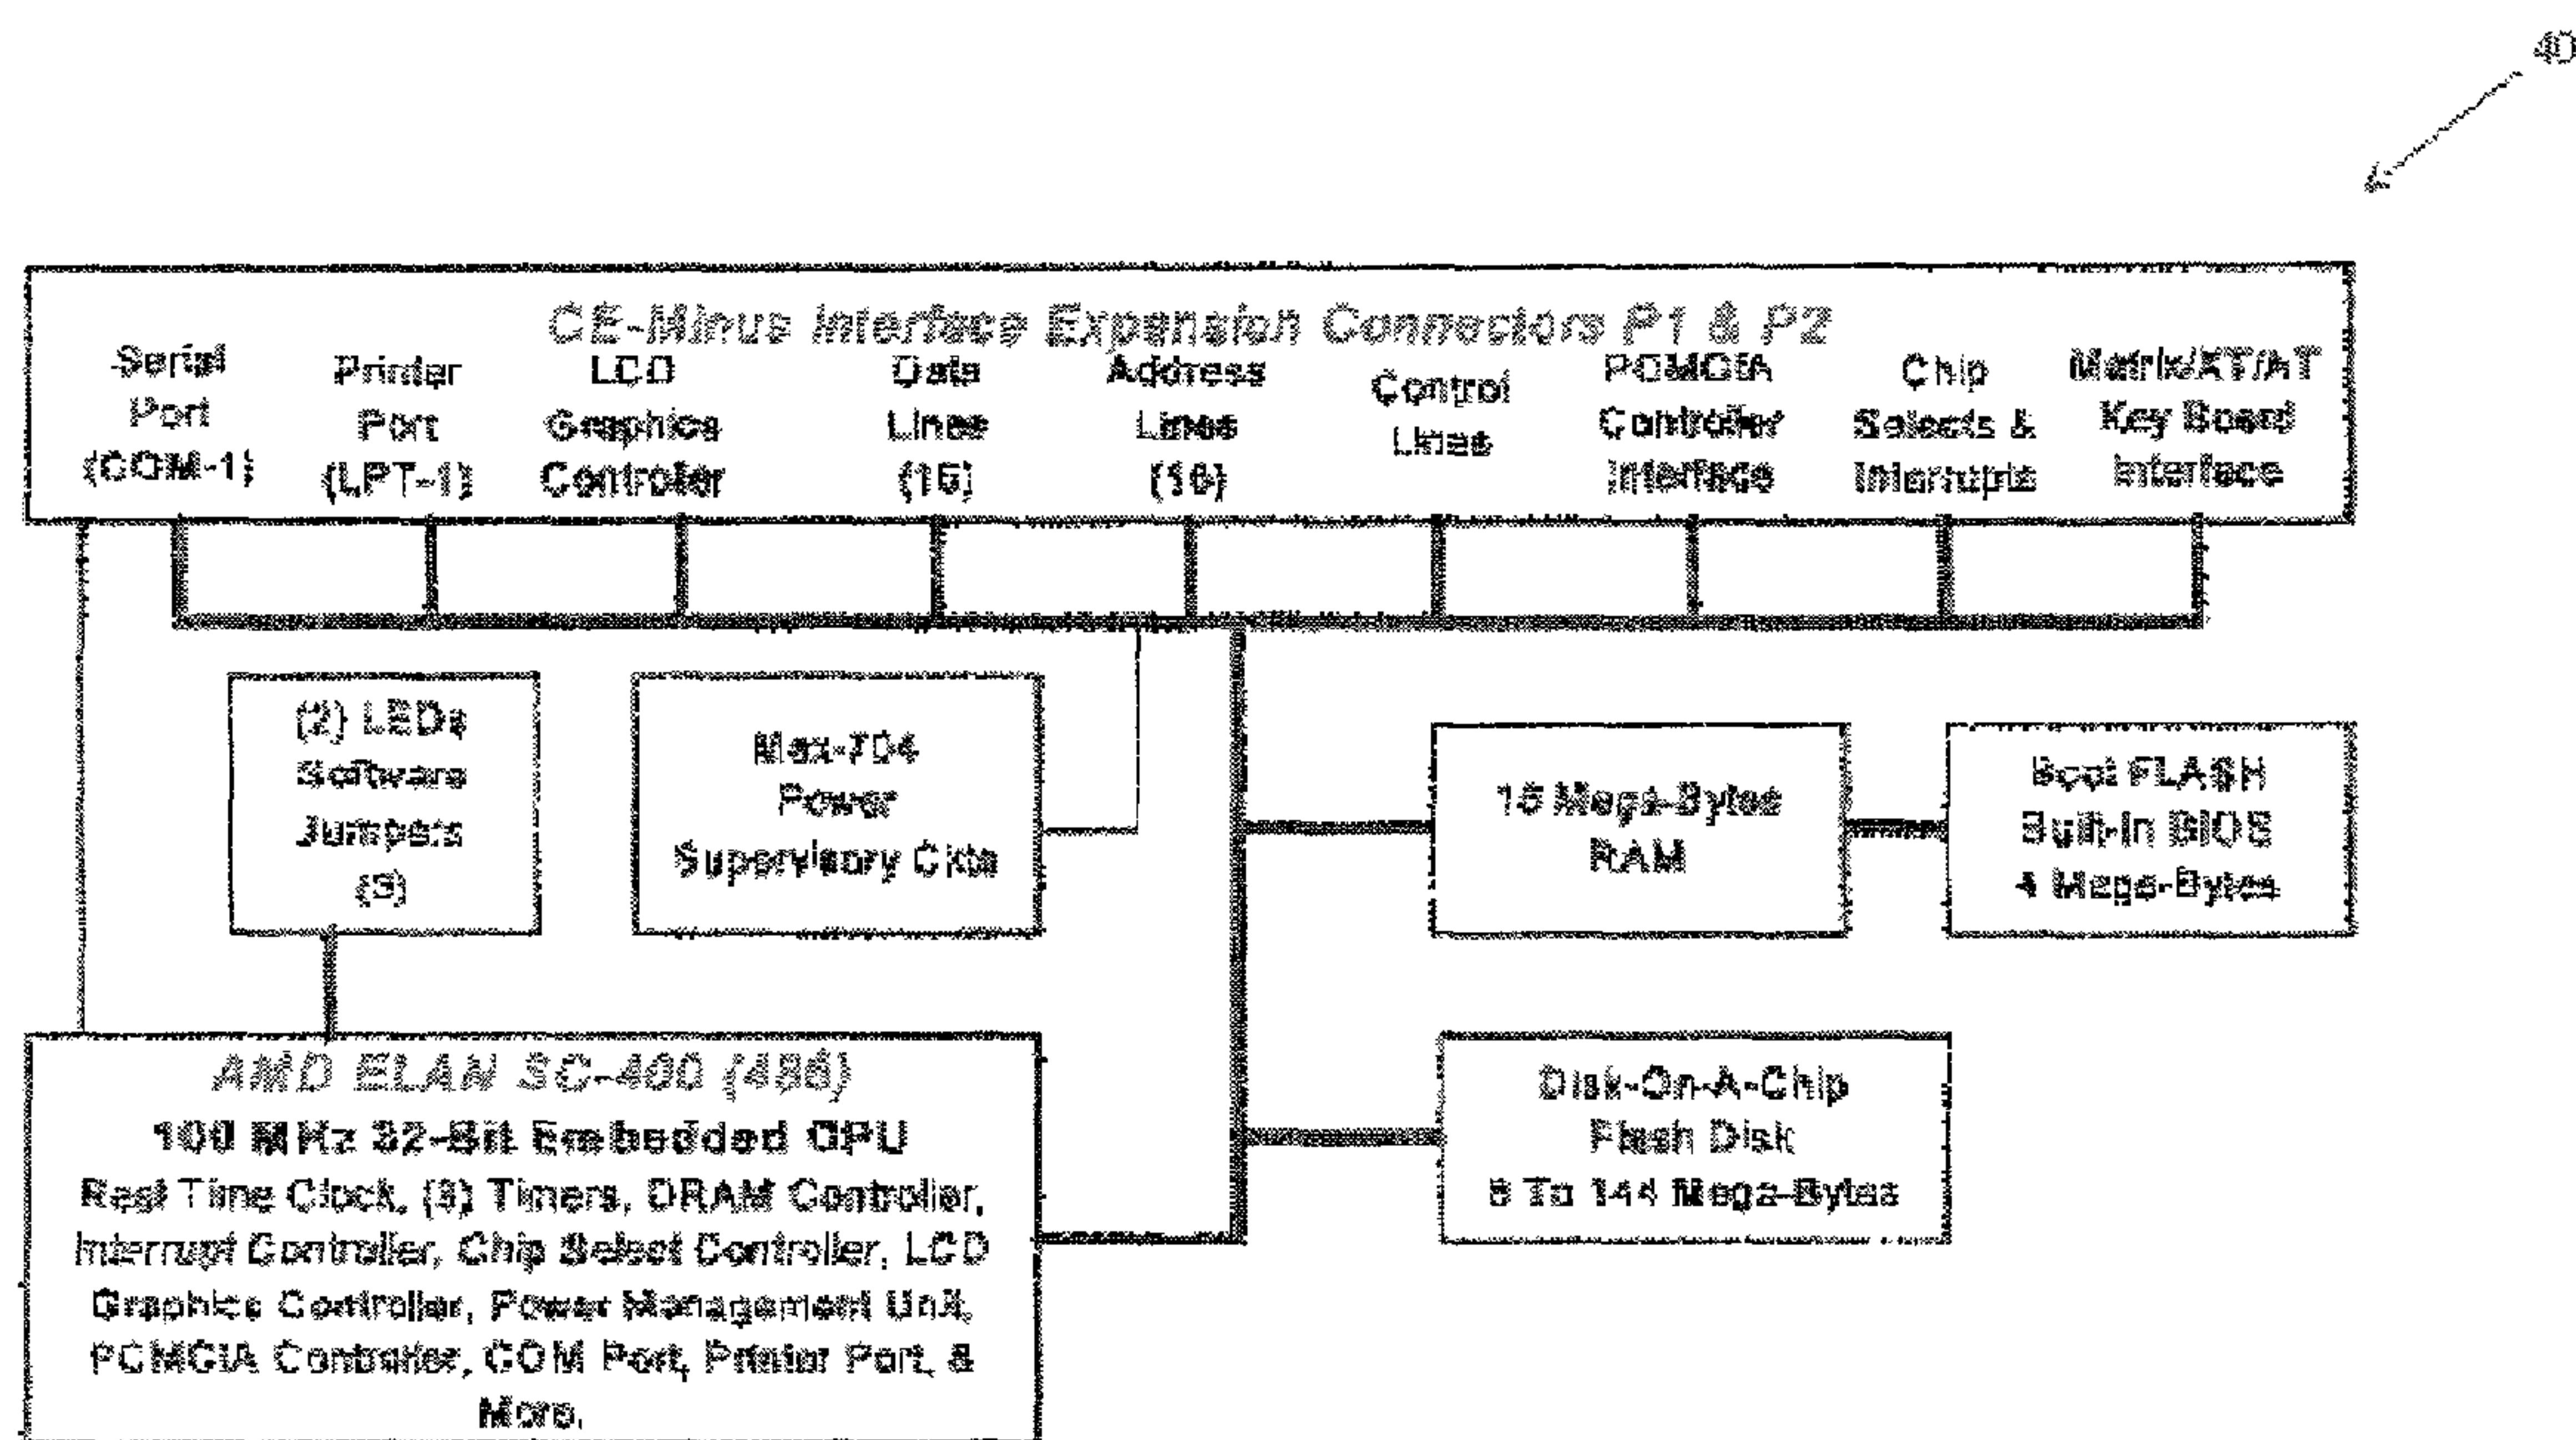 40
CE-Minus Interface Expansion Connectors P1 & P2
Serial
Port
(COM-1)
Printer
Port
(LPT-1)
LCD
Graphics
Controller
Data
Lines
(16)
Address
Lines
Control
Lines
PCMCIA
Controller
Interface
Chip
Selects &
Interrupts
Matrix/XT/AT
Key Board
Interface
(2) LEDs
Software
Jumpers
(3)
Max-704
Power
Supervisory Ckts
16 Mega-Bytes
RAM
Boot FLASH
Built-In BIOS
4 Mega-Bytes
AMD ELAN SC-400 (486)
100 MHz 32-Bit Embedded CPU
Real Time Clock, (3) Timers, DRAM Controller,
Interrupt Controller, Chip Select Controller, LCD
Graphics Controller, Power Management Unit,
PCMCIA Controller, COM Port, Printer Port, &
More.
Disk-On-A-Chip
Flash Disk
8 To 144 Mega-Bytes